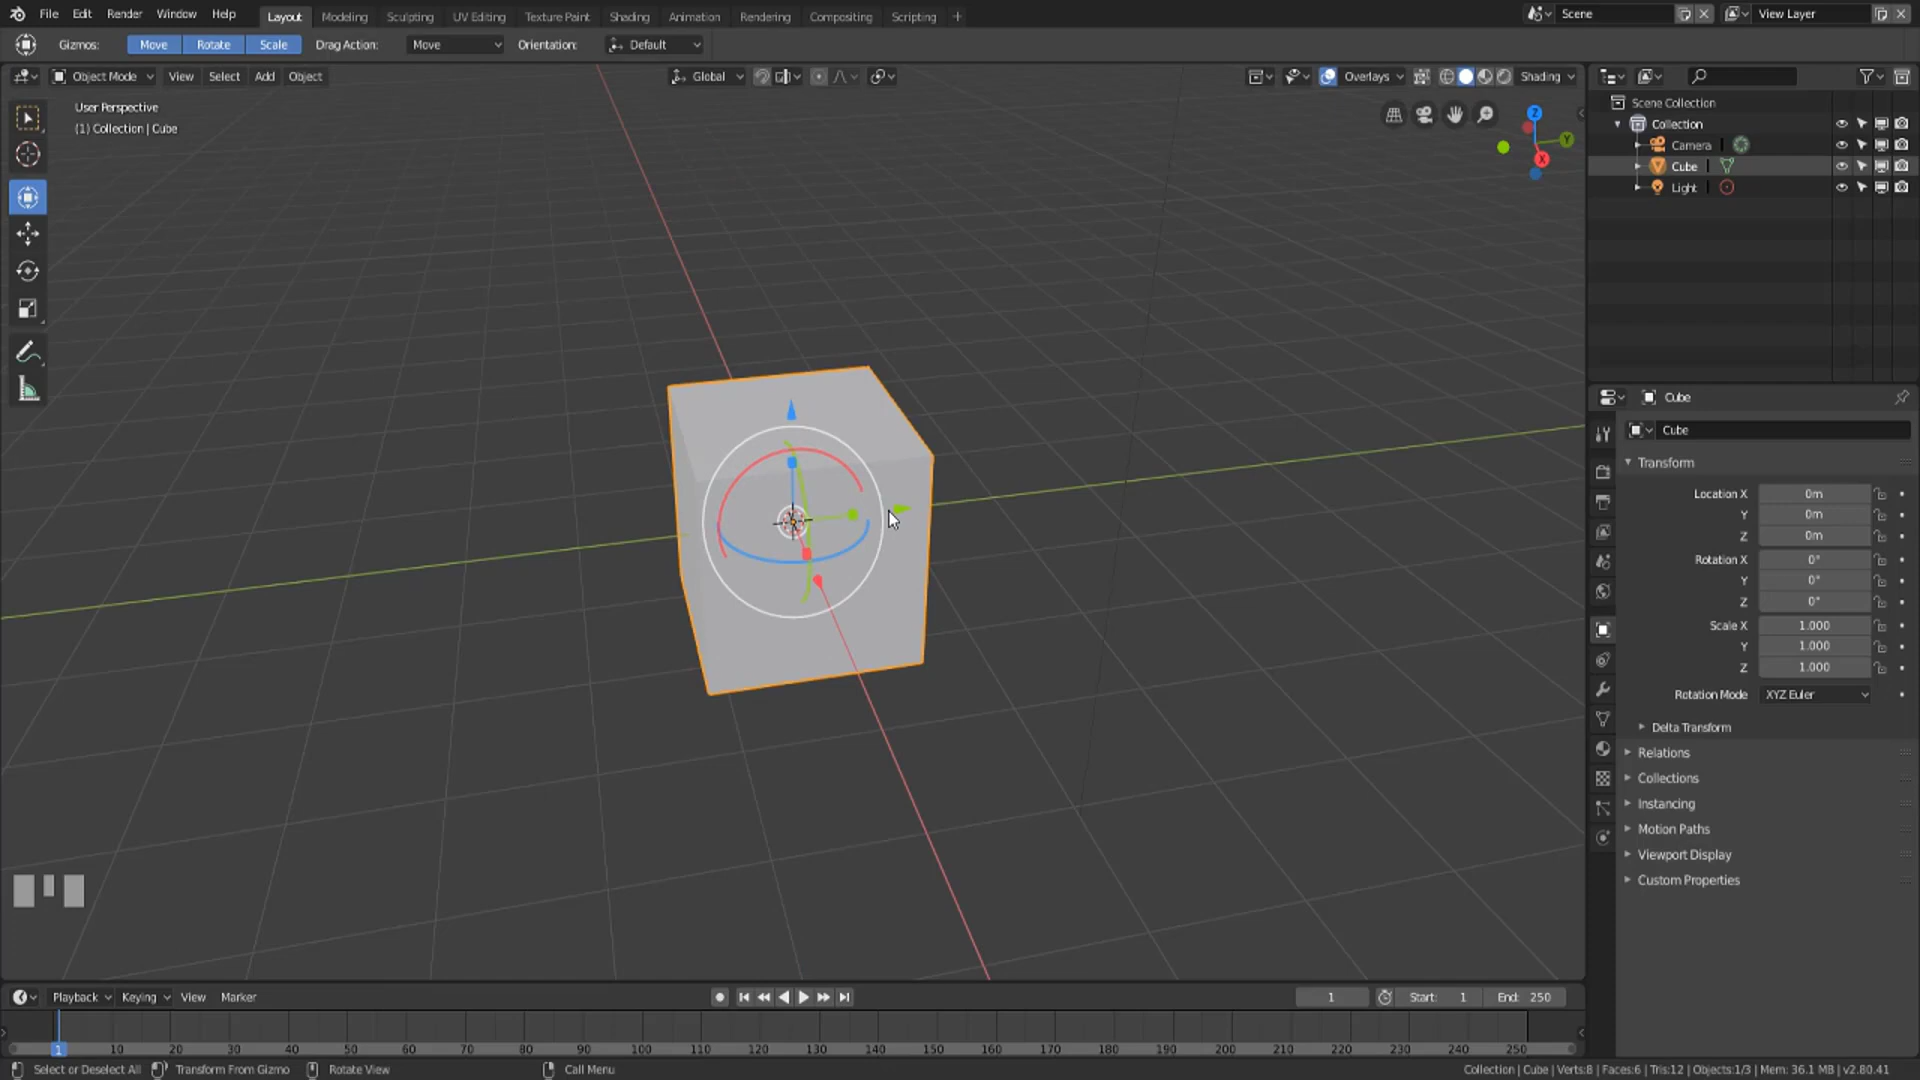 File Edit Render Window Help Layout Modeling Sculpting UV Editing Texture Paint Shading Animation Rendering Compositing Scripting + Scene View Layer
Gizmos: Move Rotate Scale Drag Action: Move Orientation: Default
Object Mode View Select Add Object Global Overlays Shading
User Perspective
(1) Collection | Cube
Z
Y
X
Scene Collection
Collection
Camera
Cube
Light
Cube
Cube
Transform
Location X 0m
Y 0m
Z 0m
Rotation X 0°
Y 0°
Z 0°
Scale X 1.000
Y 1.000
Z 1.000
Rotation Mode XYZ Euler
Delta Transform
Relations
Collections
Instancing
Motion Paths
Viewport Display
Custom Properties
Playback Keying View Marker 1 Start: 1 End: 250
1 10 20 30 40 50 60 70 80 90 100 110 120 130 140 150 160 170 180 190 200 210 220 230 240 250
Select or Deselect All Transform From Gizmo Rotate View Call Menu Collection | Cube | Verts:8 | Faces:6 | Tris:12 | Objects:1/3 | Mem: 36.1 MB | v2.80.41